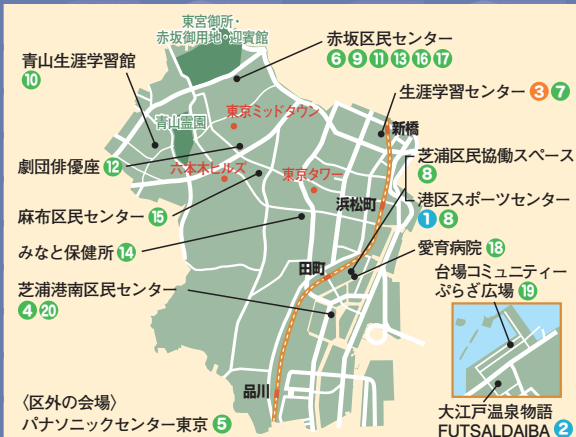 東宮御所・
赤坂御用地・迎賓館
青山生涯学習館
10
赤坂区民センター
6 9 11 13 16 17
生涯学習センター 3 7
東京ミッドタウン
青山霊園
新橋
芝浦区民協働スペース
8
劇団俳優座 12
六本木ヒルズ
東京タワー
港区スポーツセンター
1 8
浜松町
麻布区民センター 15
みなと保健所 14
愛育病院 18
田町
台場コミュニティー
ぷらざ広場 19
芝浦港南区民センター
4 20
品川
〈区外の会場〉
パナソニックセンター東京 5
大江戸温泉物語
FUTSALDAIBA 2